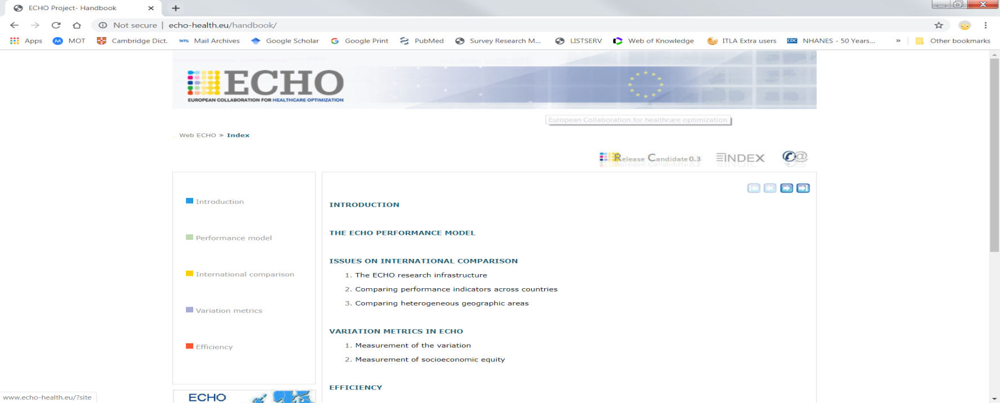 ECHO Project- Handbook
Not secure | echo-health.eu/handbook/
Apps MOT Cambridge Dict. Mail Archives Google Scholar Google Print PubMed Survey Research M... LISTSERV Web of Knowledge ITLA Extra users CDC NHANES - 50 Years... » Other bookmarks
ECHO
EUROPEAN COLLABORATION FOR HEALTHCARE OPTIMIZATION
European Collaboration for healthcare optimization
Web ECHO » Index
Release Candidate 0.3 INDEX
Introduction
Performance model
International comparison
Variation metrics
Efficiency
INTRODUCTION
THE ECHO PERFORMANCE MODEL
ISSUES ON INTERNATIONAL COMPARISON
1. The ECHO research infrastructure
2. Comparing performance indicators across countries
3. Comparing heterogeneous geographic areas
VARIATION METRICS IN ECHO
1. Measurement of the variation
2. Measurement of socioeconomic equity
EFFICIENCY
ECHO
www.echo-health.eu/?site